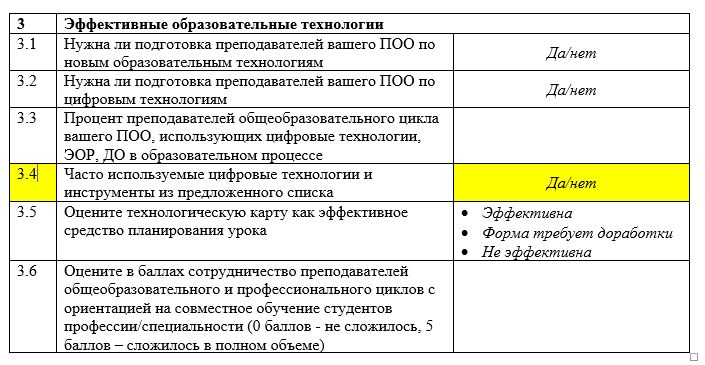 3 Эффективные образовательные технологии
3.1 Нужна ли подготовка преподавателей вашего ПОО по
новым образовательным технологиям
Да/нет
3.2 Нужна ли подготовка преподавателей вашего ПОО по
цифровым технологиям
Да/нет
3.3 Процент преподавателей общеобразовательного цикла
вашего ПОО, использующих цифровые технологии,
ЭОР, ДО в образовательном процессе
3.4 Часто используемые цифровые технологии и
инструменты из предложенного списка
Да/нет
3.5 Оцените технологическую карту как эффективное
средство планирования урока
• Эффективна
• Форма требует доработки
• Не эффективна
3.6 Оцените в баллах сотрудничество преподавателей
общеобразовательного и профессионального циклов с
ориентацией на совместное обучение студентов
профессии/специальности (0 баллов - не сложилось, 5
баллов – сложилось в полном объеме)